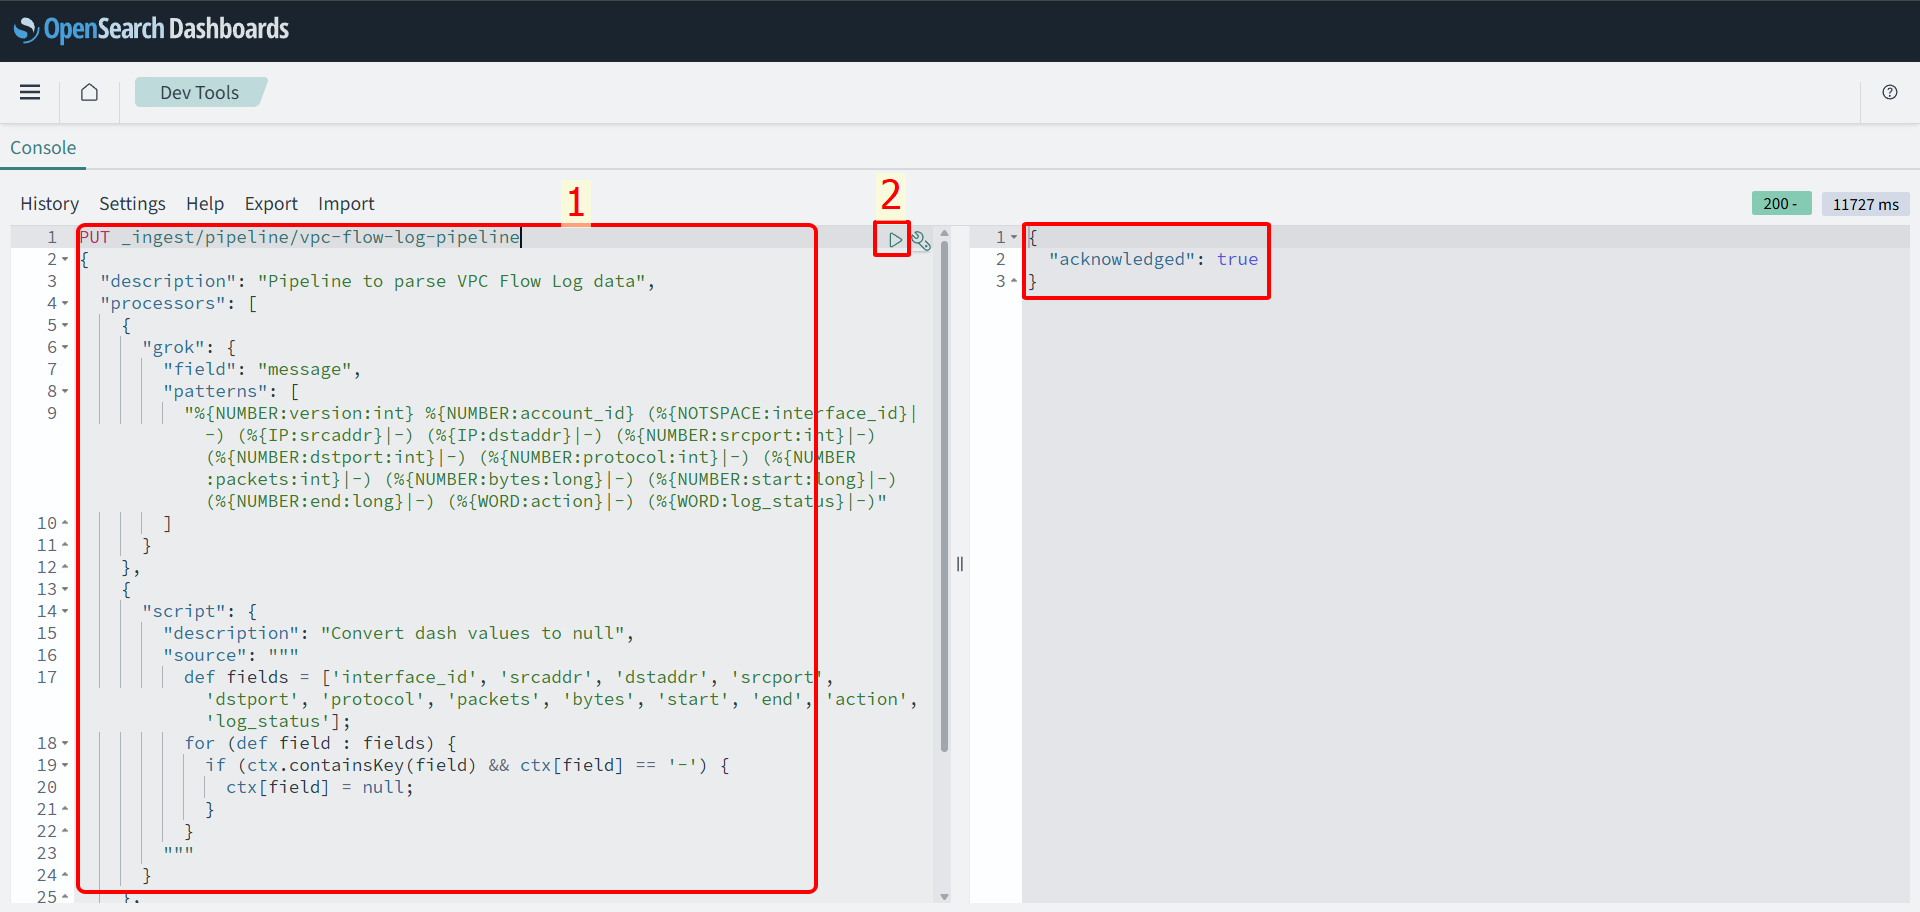 OpenSearch Dashboards
Dev Tools
Console
History Settings Help Export Import
1
2
200 -
11727 ms
1 PUT _ingest/pipeline/vpc-flow-log-pipeline
2 {
3 "description": "Pipeline to parse VPC Flow Log data",
4 "processors": [
5 {
6 "grok": {
7 "field": "message",
8 "patterns": [
9 "%{NUMBER:version:int} %{NUMBER:account_id} (%{NOTSPACE:interface_id}|
-) (%{IP:srcaddr}|-) (%{IP:dstaddr}|-) (%{NUMBER:srcport:int}|-)
(%{NUMBER:dstport:int}|-) (%{NUMBER:protocol:int}|-) (%{NUMBER
:packets:int}|-) (%{NUMBER:bytes:long}|-) (%{NUMBER:start:long}|-)
(%{NUMBER:end:long}|-) (%{WORD:action}|-) (%{WORD:log_status}|-)"
10 ]
11 }
12 },
13 {
14 "script": {
15 "description": "Convert dash values to null",
16 "source": """
17 def fields = ['interface_id', 'srcaddr', 'dstaddr', 'srcport',
'dstport', 'protocol', 'packets', 'bytes', 'start', 'end', 'action',
'log_status'];
18 for (def field : fields) {
19 if (ctx.containsKey(field) && ctx[field] == '-') {
20 ctx[field] = null;
21 }
22 }
23 """
24 }
25 },
1 {
2 "acknowledged": true
3 }